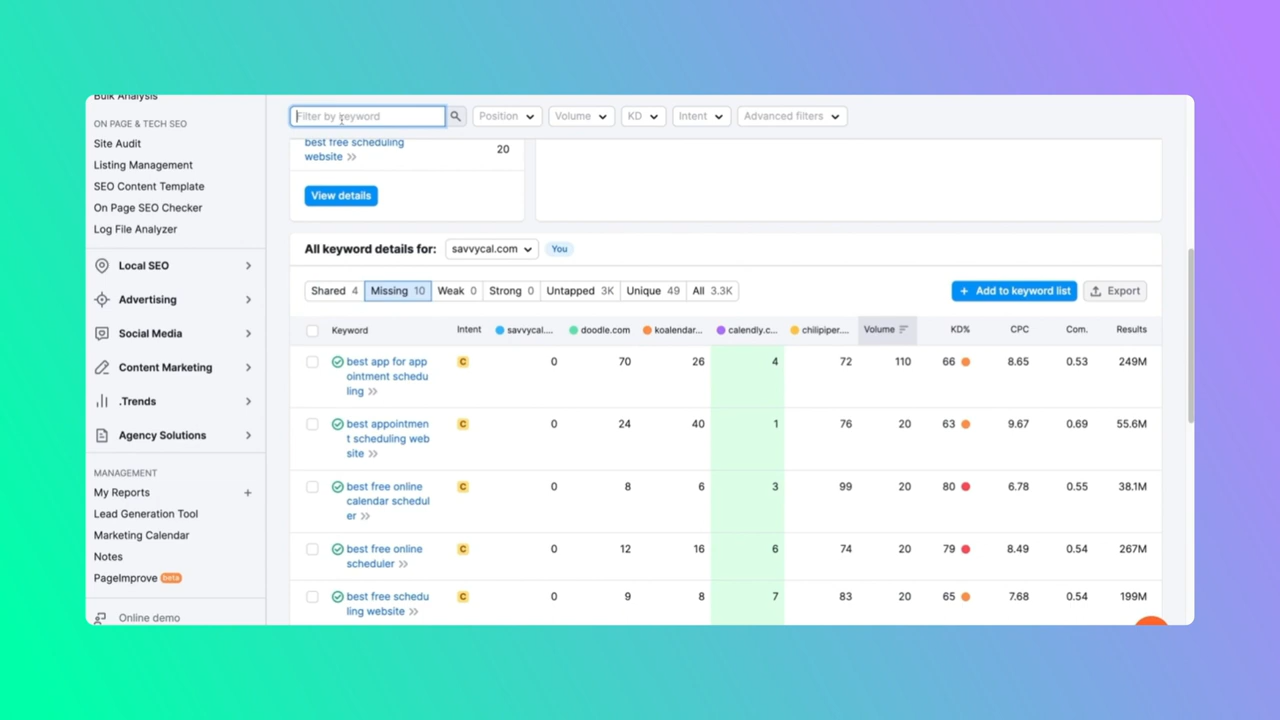 Bulk Analysis
ON PAGE & TECH SEO
Site Audit
Listing Management
SEO Content Template
On Page SEO Checker
Log File Analyzer
Local SEO
Advertising
Social Media
Content Marketing
.Trends
Agency Solutions
MANAGEMENT
My Reports +
Lead Generation Tool
Marketing Calendar
Notes
PageImprove beta
Online demo
Filter by keyword Position Volume KD Intent Advanced filters
best free scheduling
website >> 20
View details
All keyword details for: savvycal.com You
Shared 4 Missing 10 Weak 0 Strong 0 Untapped 3K Unique 49 All 3.3K + Add to keyword list Export
Keyword Intent savvycal.... doodle.com koalendar... calendly.c... chilipiper.... Volume KD% CPC Com. Results
best app for app C 0 70 26 4 72 110 66 8.65 0.53 249M
ointment schedu
ling >>
best appointmen C 0 24 40 1 76 20 63 9.67 0.69 55.6M
t scheduling web
site >>
best free online C 0 8 6 3 99 20 80 6.78 0.55 38.1M
calendar schedul
er >>
best free online C 0 12 16 6 74 20 79 8.49 0.54 267M
scheduler >>
best free schedu C 0 9 8 7 83 20 65 7.68 0.54 199M
ling website >>